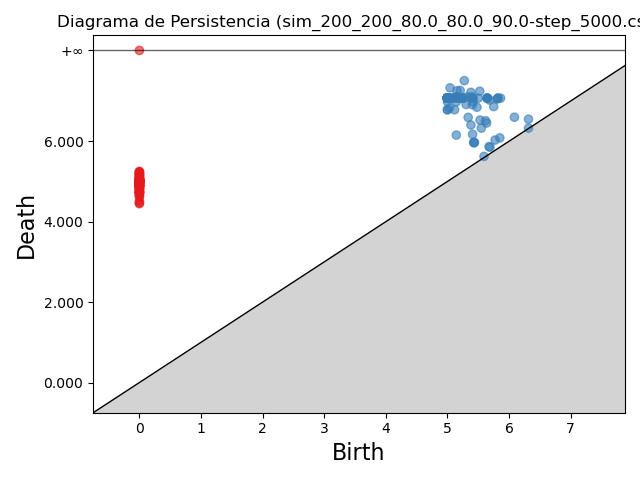 Diagrama de Persistencia (sim_200_200_80.0_80.0_90.0-step_5000.cs
+∞
6.000
4.000
2.000
0.000
Death
0 1 2 3 4 5 6 7
Birth